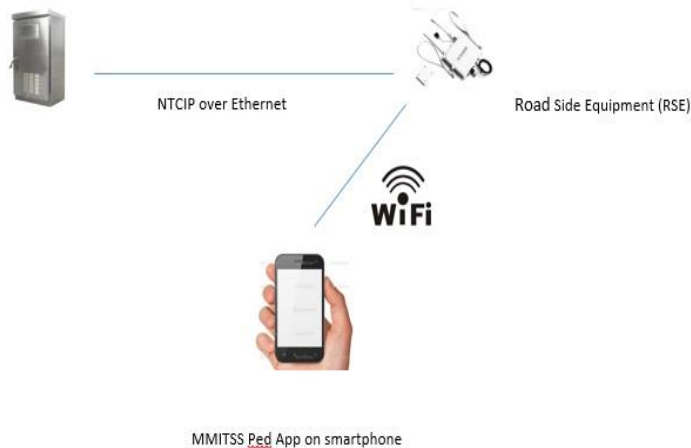 NTCIP over Ethernet
Road Side Equipment (RSE)
WiFi
MMITSS Ped App on smartphone